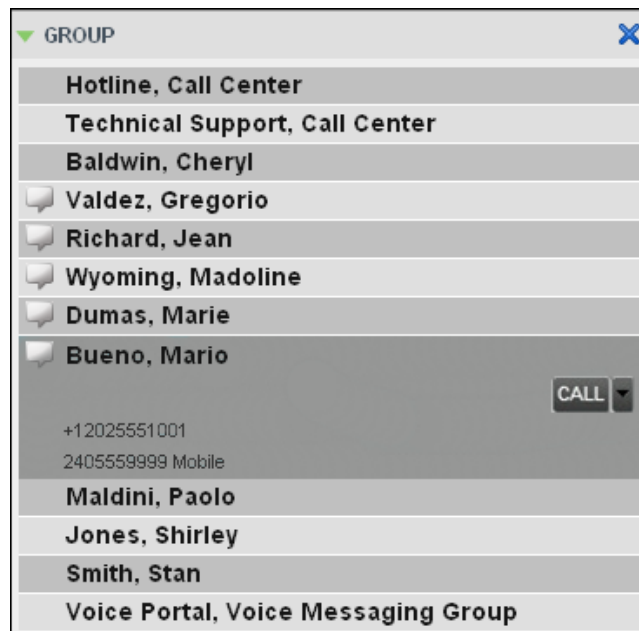 GROUP
Hotline, Call Center
Technical Support, Call Center
Baldwin, Cheryl
Valdez, Gregorio
Richard, Jean
Wyoming, Madoline
Dumas, Marie
Bueno, Mario
CALL
+12025551001
2405559999 Mobile
Maldini, Paolo
Jones, Shirley
Smith, Stan
Voice Portal, Voice Messaging Group